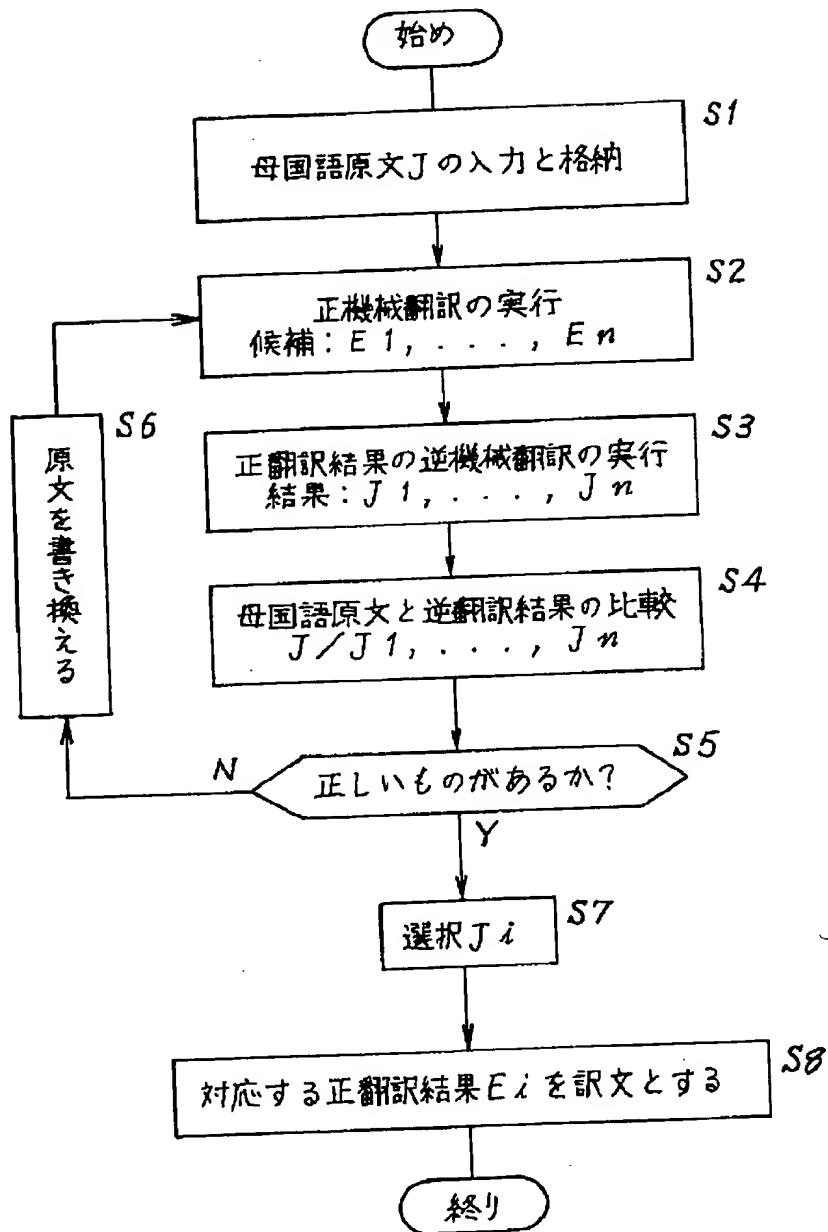 始め
S1
母国語原文Jの入力と格納
S2
正機械翻訳の実行
候補：E1, . . . , En
S3
正翻訳結果の逆機械翻訳の実行
結果：J1, . . . , Jn
S4
母国語原文と逆翻訳結果の比較
J／J1, . . . , Jn
S5
正しいものがあるか？
N
S6
原文を書き換える
Y
S7
選択Ji
S8
対応する正翻訳結果Eiを訳文とする
終り